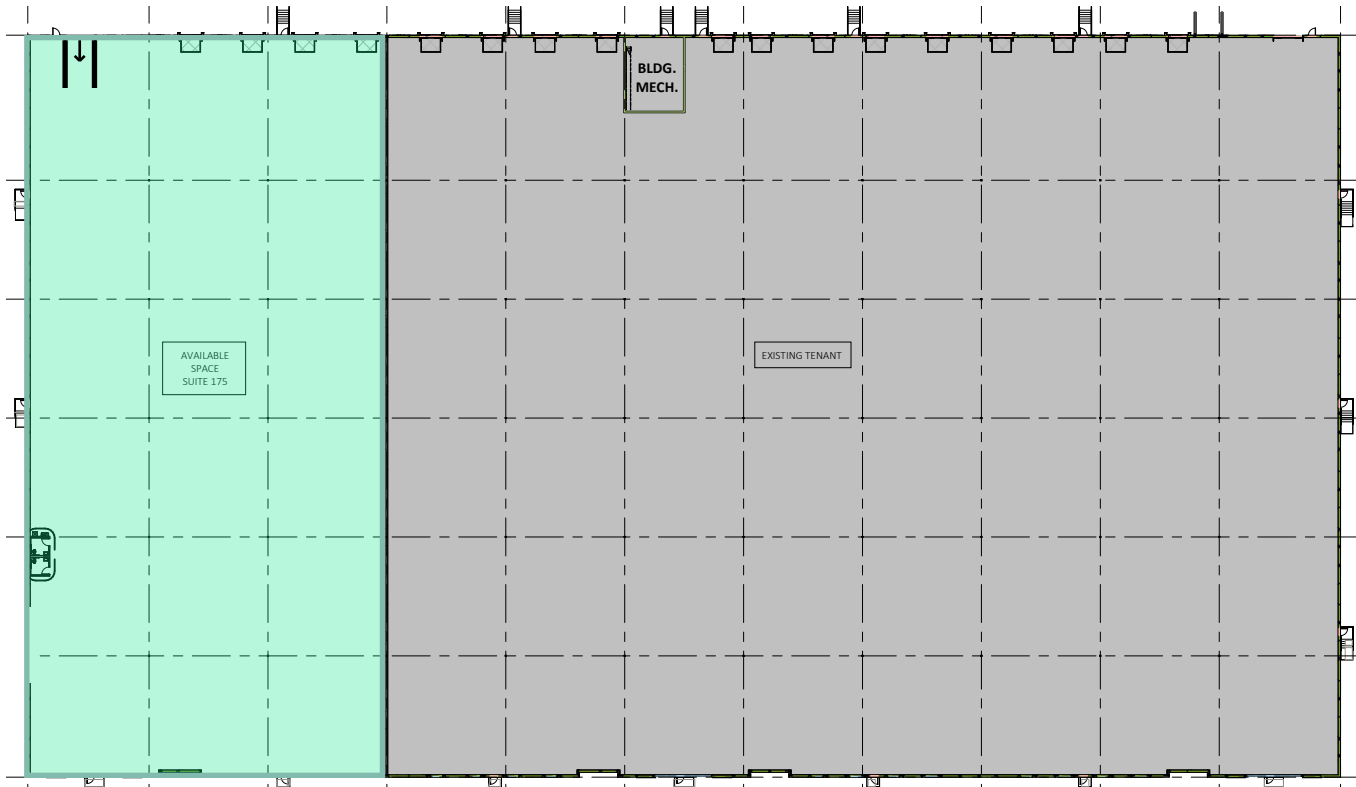 BLDG.
MECH.
AVAILABLE
SPACE
SUITE 175
EXISTING TENANT